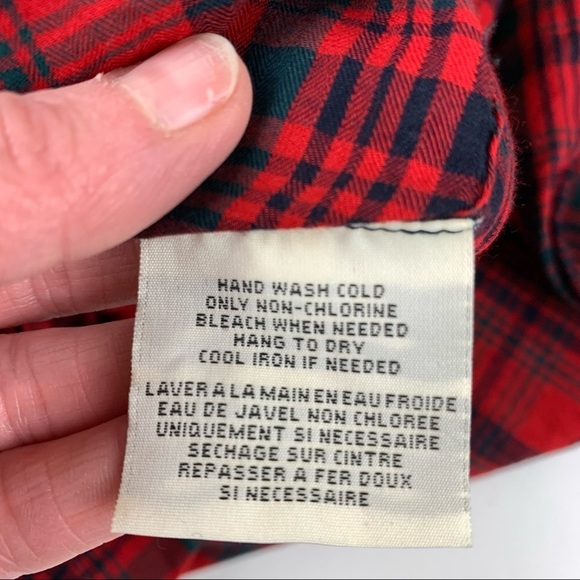 HAND WASH COLD
ONLY NON-CHLORINE
BLEACH WHEN NEEDED
HANG TO DRY
COOL IRON IF NEEDED
LAVER A LA MAIN EN EAU FROIDE
EAU DE JAVEL NON CHLOREE
UNIQUEMENT SI NECESSAIRE
SECHAGE SUR CINTRE
REPASSER A FER DOUX
SI NECESSAIRE